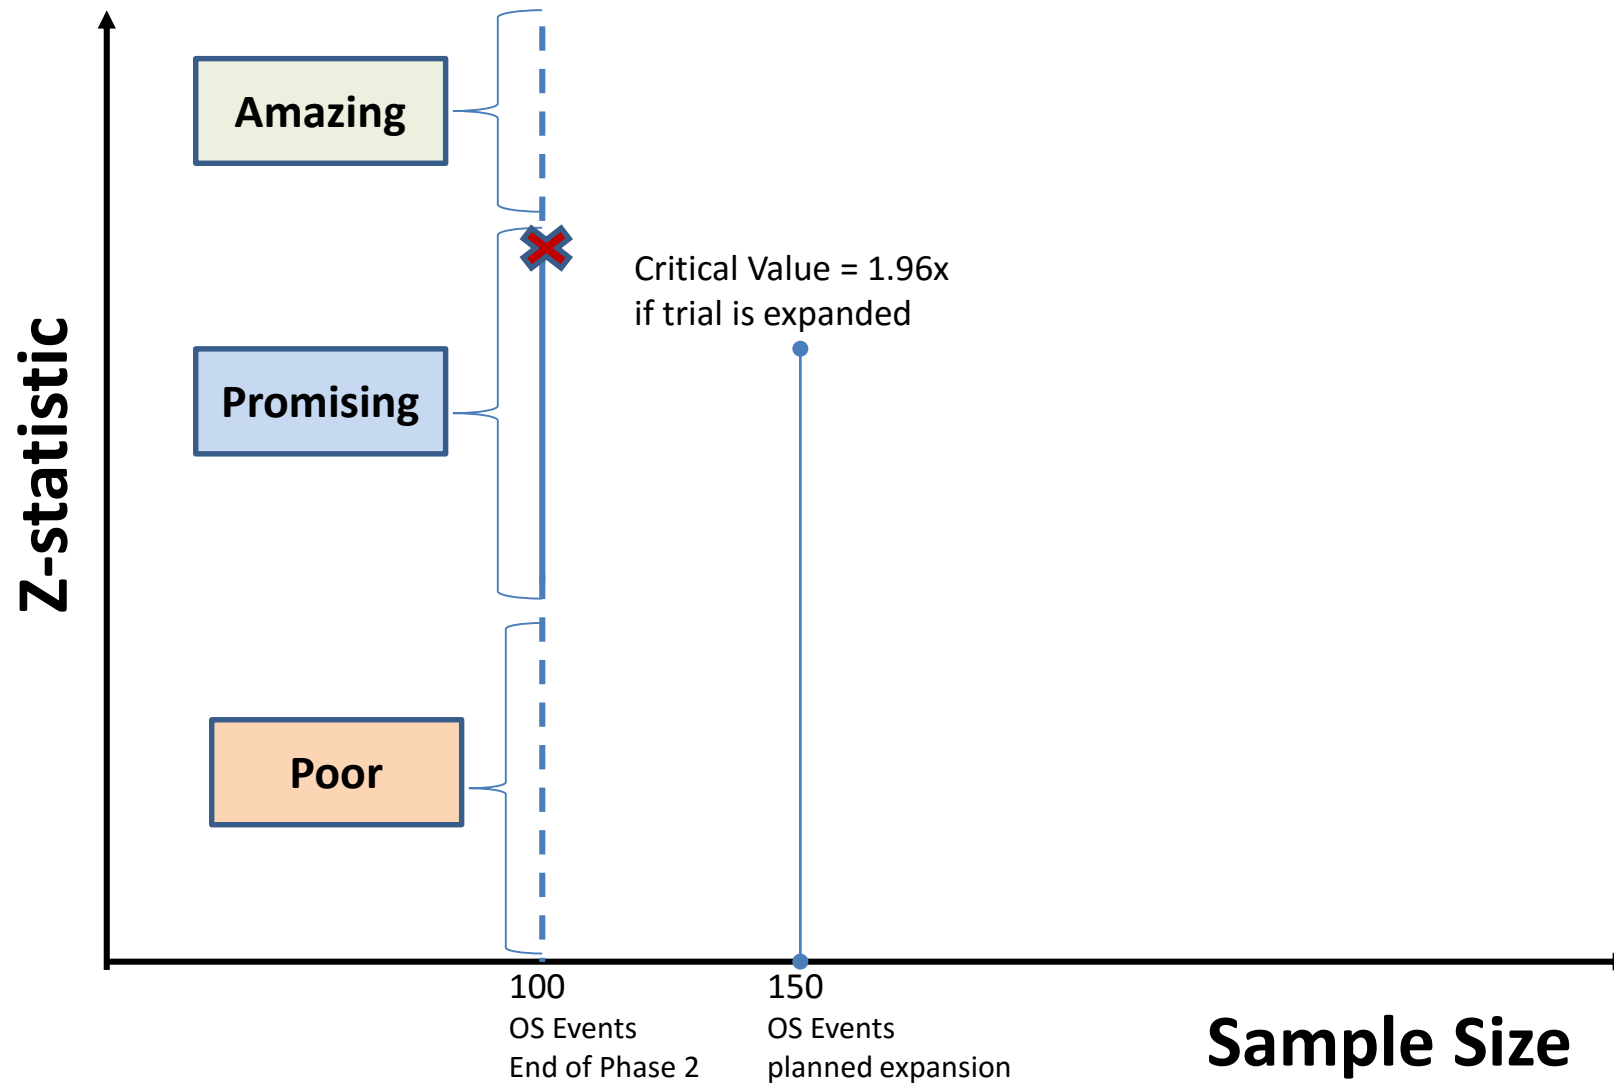 Amazing
Critical Value = 1.96x
if trial is expanded
Promising
Z-statistic
Poor
100
OS Events
End of Phase 2
150
OS Events
planned expansion
Sample Size